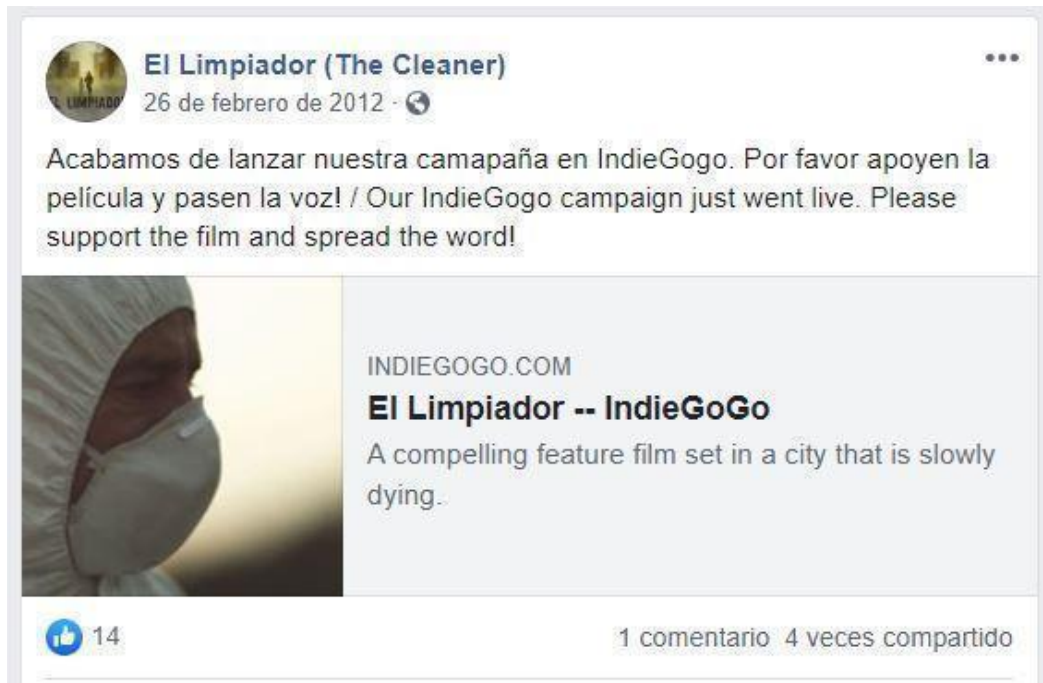 El Limpiador (The Cleaner)
26 de febrero de 2012 ·
Acabamos de lanzar nuestra camapaña en IndieGogo. Por favor apoyen la
película y pasen la voz! / Our IndieGogo campaign just went live. Please
support the film and spread the word!
INDIEGOGO.COM
El Limpiador -- IndieGoGo
A compelling feature film set in a city that is slowly
dying.
14
1 comentario 4 veces compartido